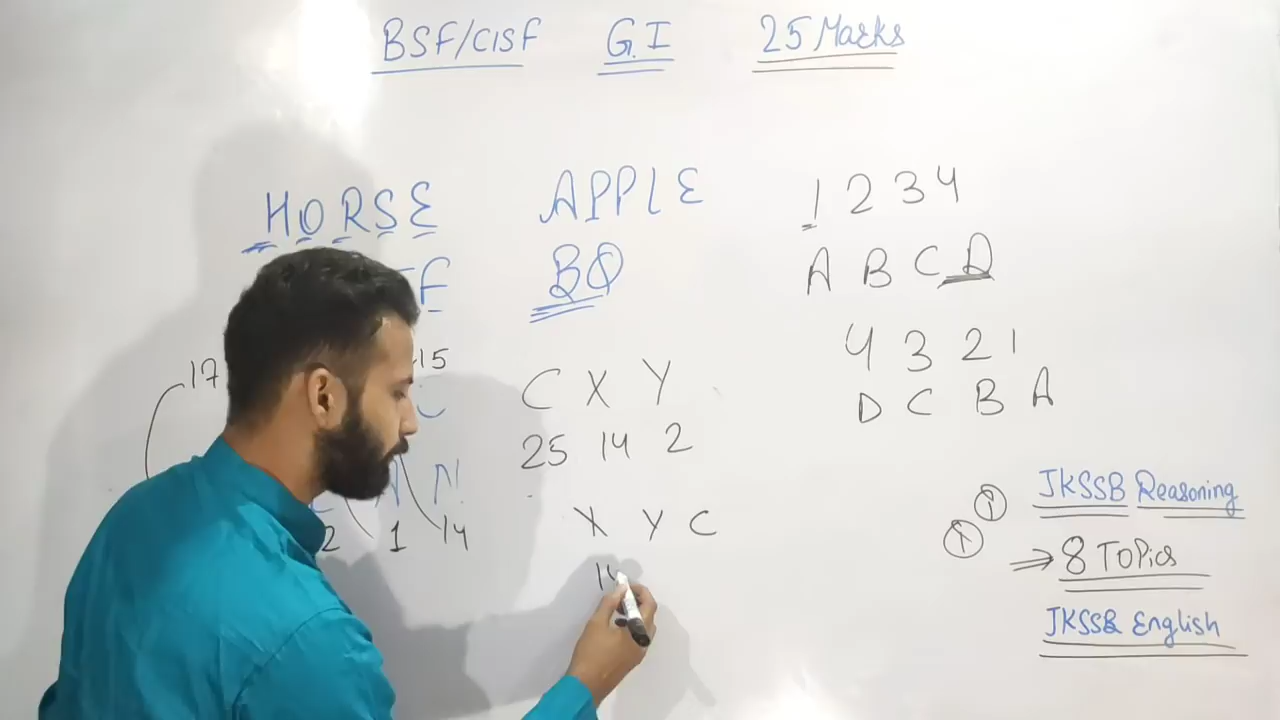 BSF/CISF G.I 25 Marks
HORSE
F
17
15
C
A N
2 1 14
APPLE
BQ
C X Y
25 14 2
X Y C
14
1 2 3 4
A B C D
4 3 2 1
D C B A
JKSSB Reasoning
⇒ 8 Topics
JKSSB English